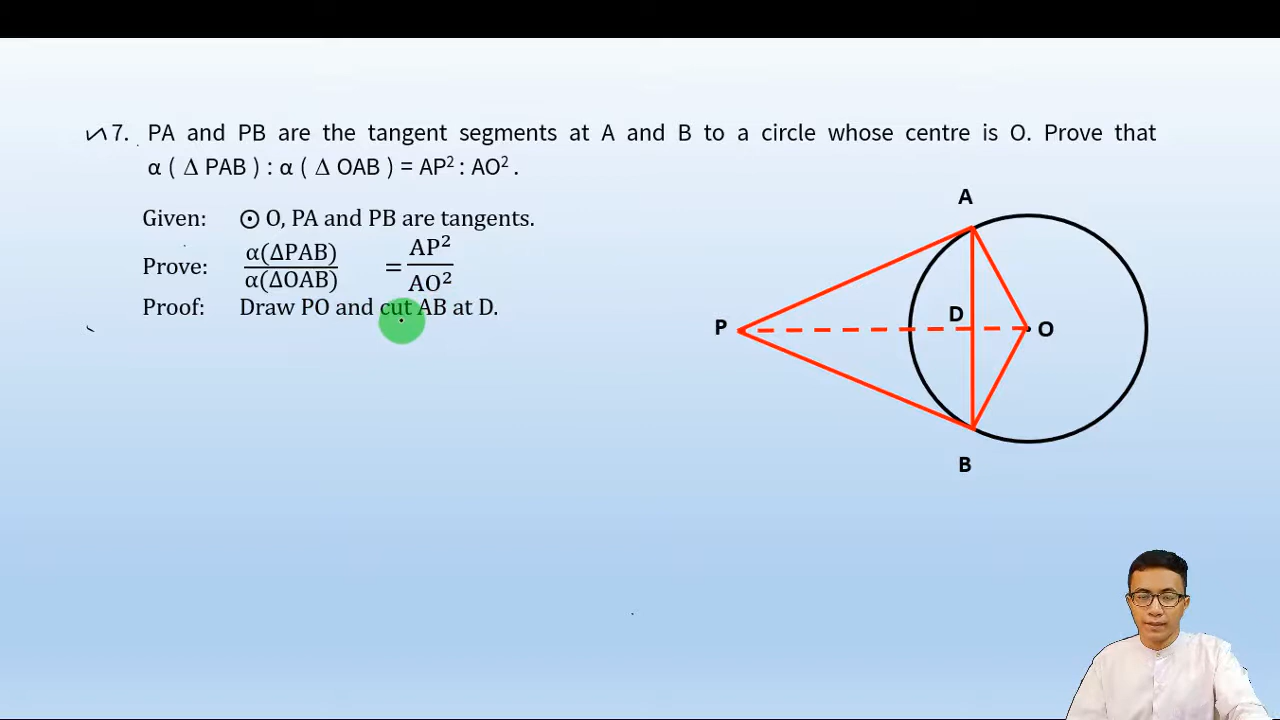 7. PA and PB are the tangent segments at A and B to a circle whose centre is O. Prove that
α ( Δ PAB ) : α ( Δ OAB ) = AP² : AO² .
Given: ⊙ O, PA and PB are tangents.
Prove: α(ΔPAB)/α(ΔOAB) = AP²/AO²
Proof: Draw PO and cut AB at D.
A
D
P
O
B